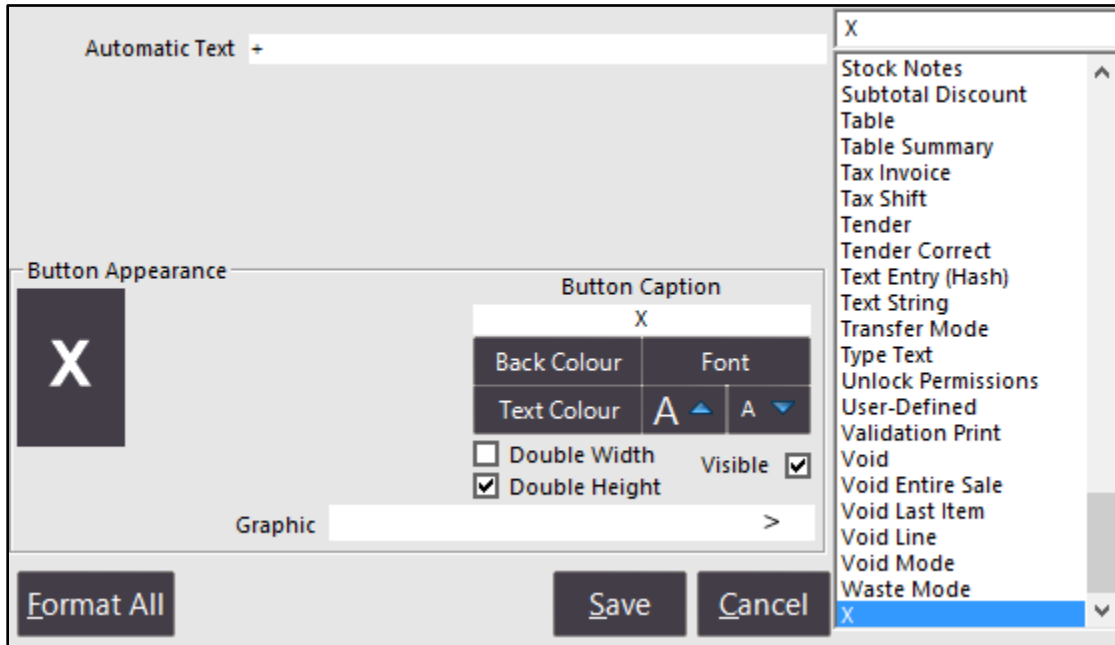 Automatic Text +
Button Appearance
X
Button Caption
X
Back Colour
Font
Text Colour
A
A
Double Width
Visible
Double Height
Graphic
>
Format All
Save
Cancel
X
Stock Notes
Subtotal Discount
Table
Table Summary
Tax Invoice
Tax Shift
Tender
Tender Correct
Text Entry (Hash)
Text String
Transfer Mode
Type Text
Unlock Permissions
User-Defined
Validation Print
Void
Void Entire Sale
Void Last Item
Void Line
Void Mode
Waste Mode
X